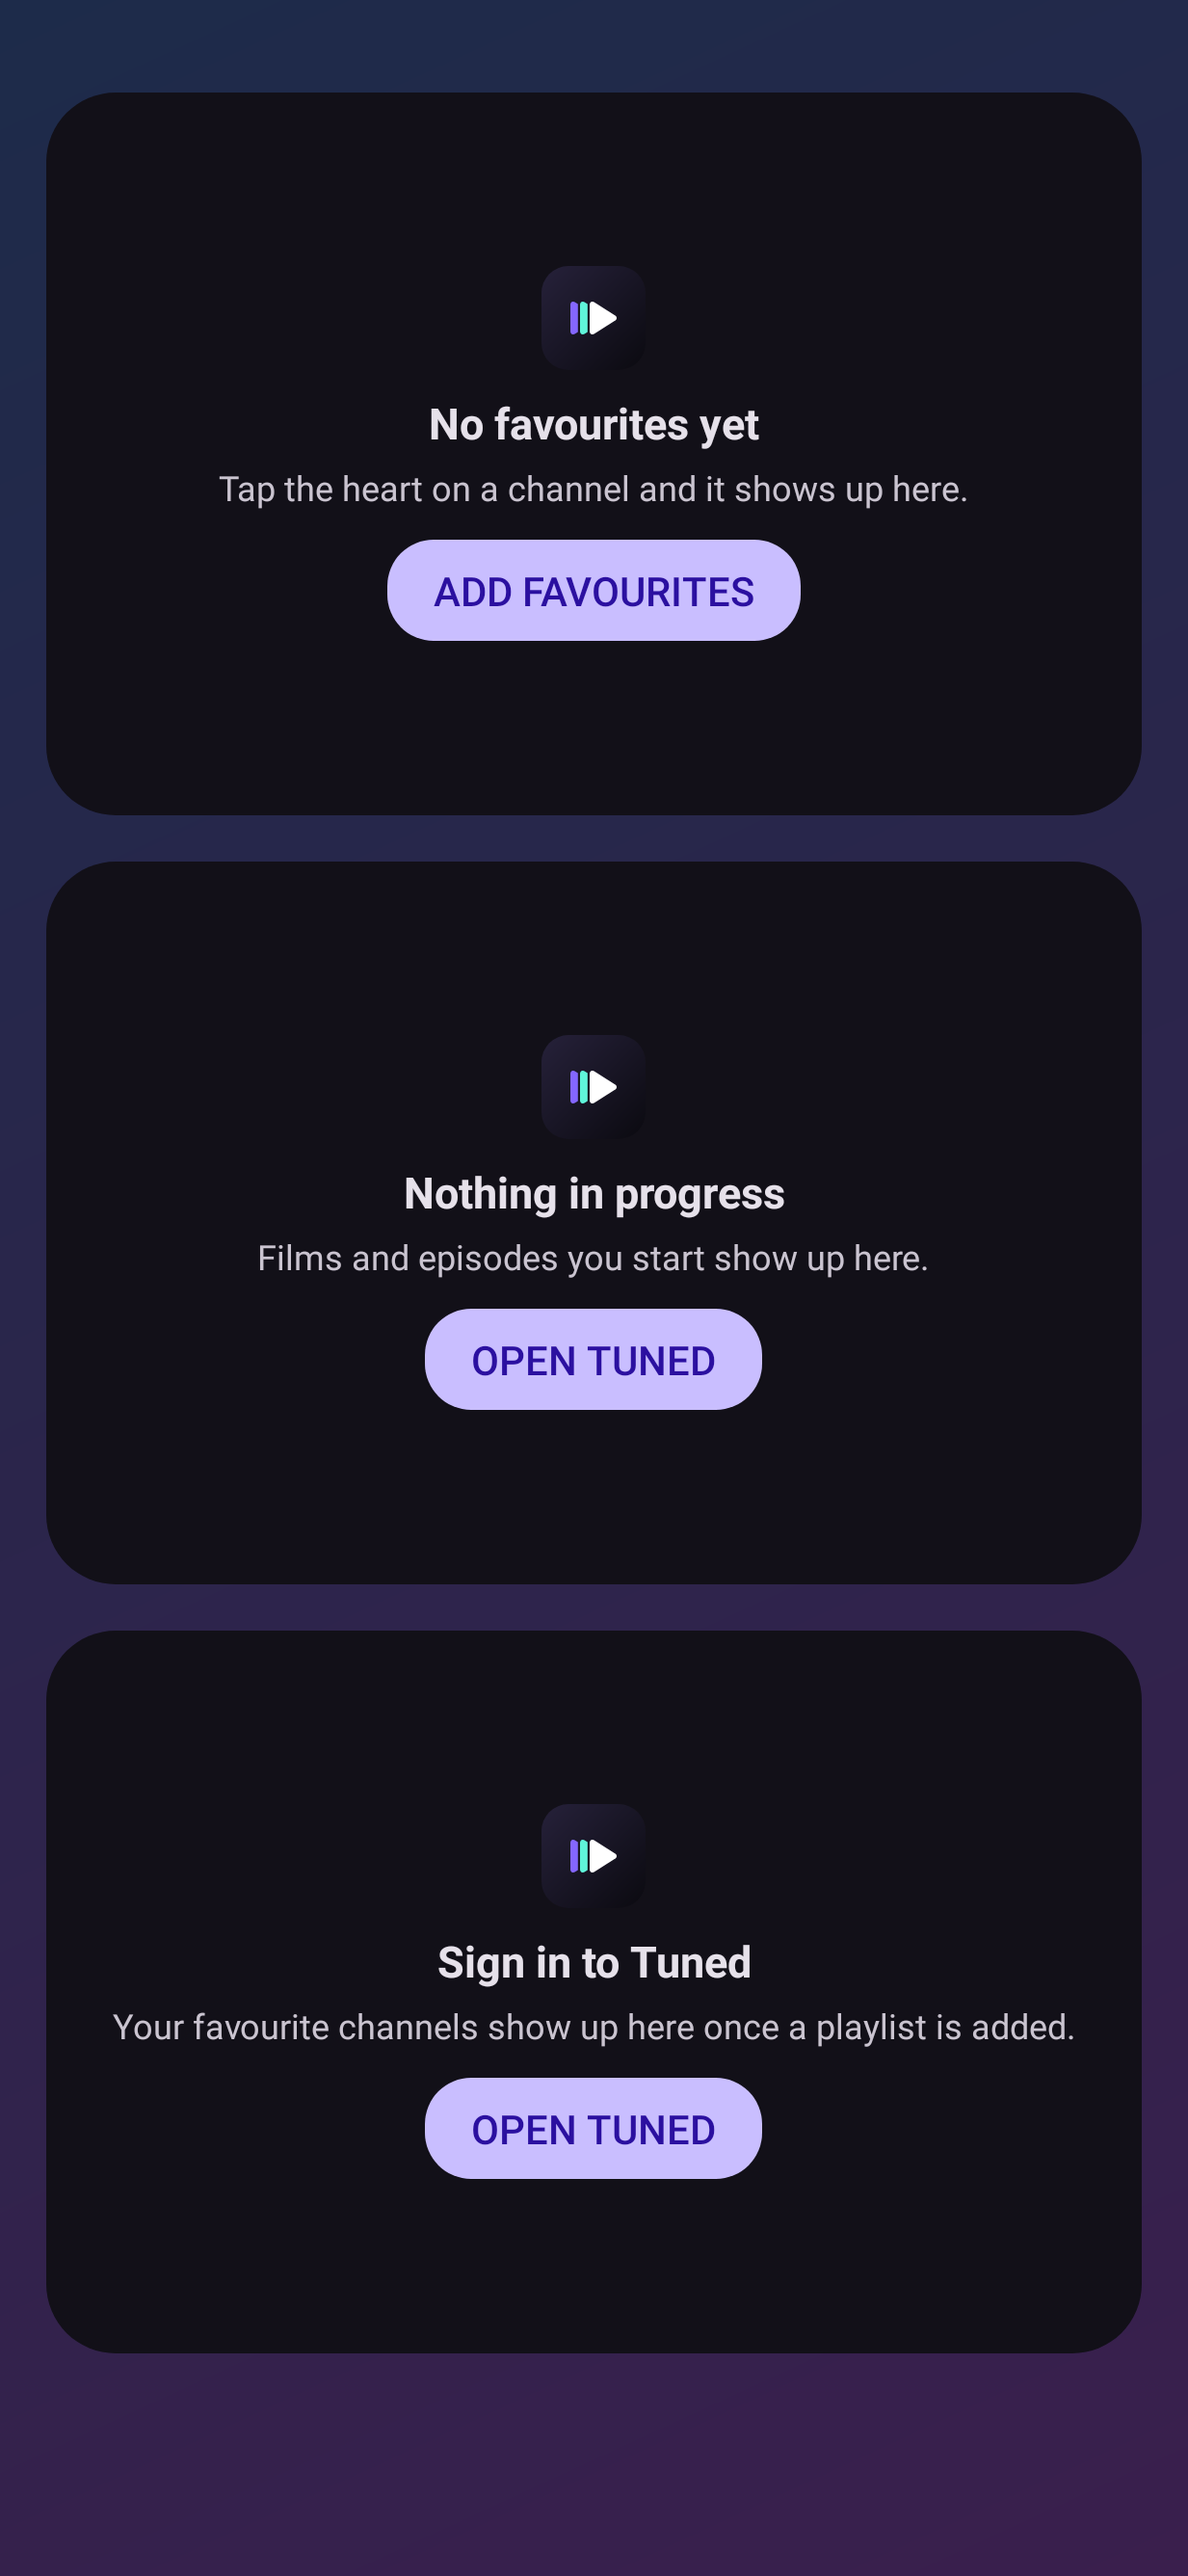 No favourites yet
Tap the heart on a channel and it shows up here.
ADD FAVOURITES
Nothing in progress
Films and episodes you start show up here.
OPEN TUNED
Sign in to Tuned
Your favourite channels show up here once a playlist is added.
OPEN TUNED